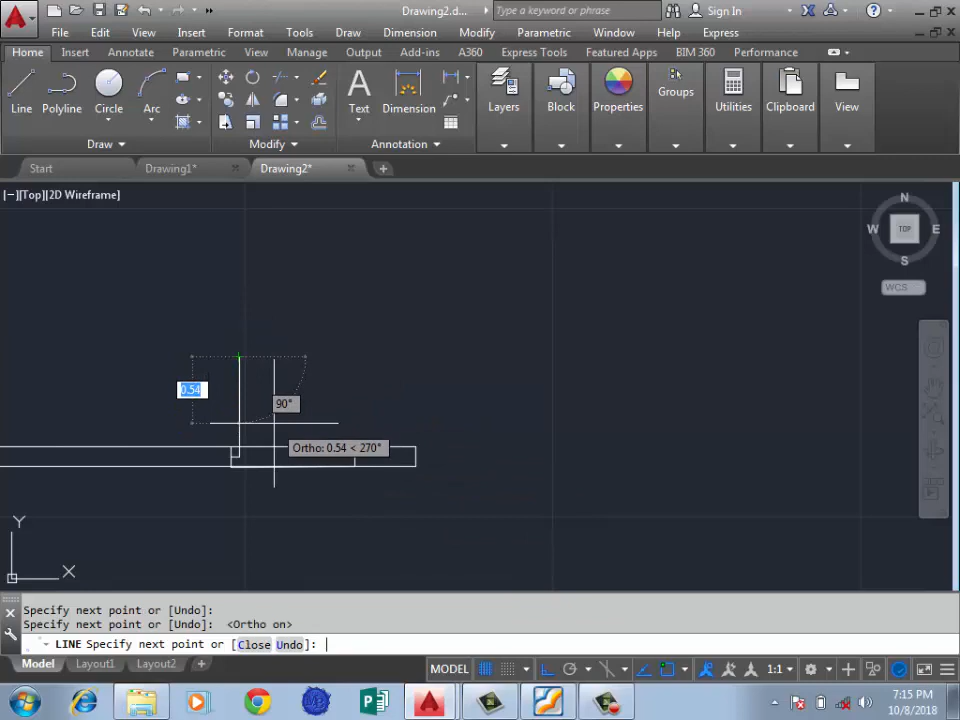 Drawing2.d...
Type a keyword or phrase
Sign In
File Edit View Insert Format Tools Draw Dimension Modify Parametric Window Help Express
Home Insert Annotate Parametric View Manage Output Add-ins A360 Express Tools Featured Apps BIM 360 Performance
Line Polyline Circle Arc Text Dimension Layers Block Properties Groups Utilities Clipboard View
Draw Modify Annotation
Start Drawing1* Drawing2*
[−][Top][2D Wireframe]
N
W TOP E
S
WCS
0.54
90°
Ortho: 0.54 < 270°
Y
X
Specify next point or [Undo]:
Specify next point or [Undo]: <Ortho on>
LINE Specify next point or [Close Undo]:
Model Layout1 Layout2 + MODEL 1:1
7:15 PM
10/8/2018